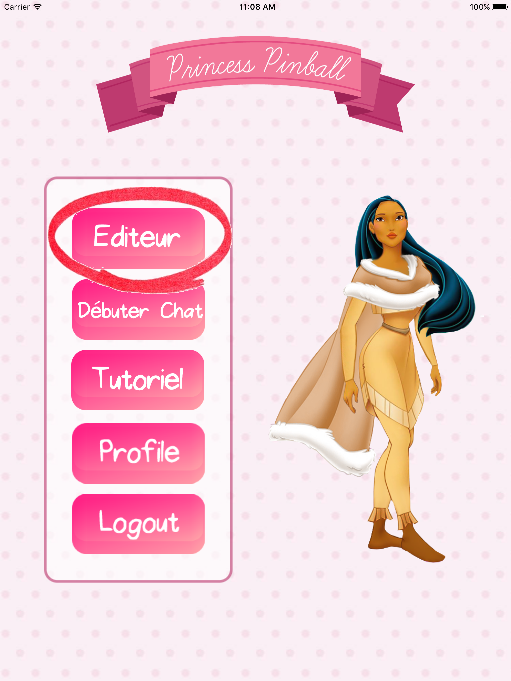 Carrier 11:08 AM 100%
Princess Pinball
Editeur
Débuter Chat
Tutoriel
Profile
Logout